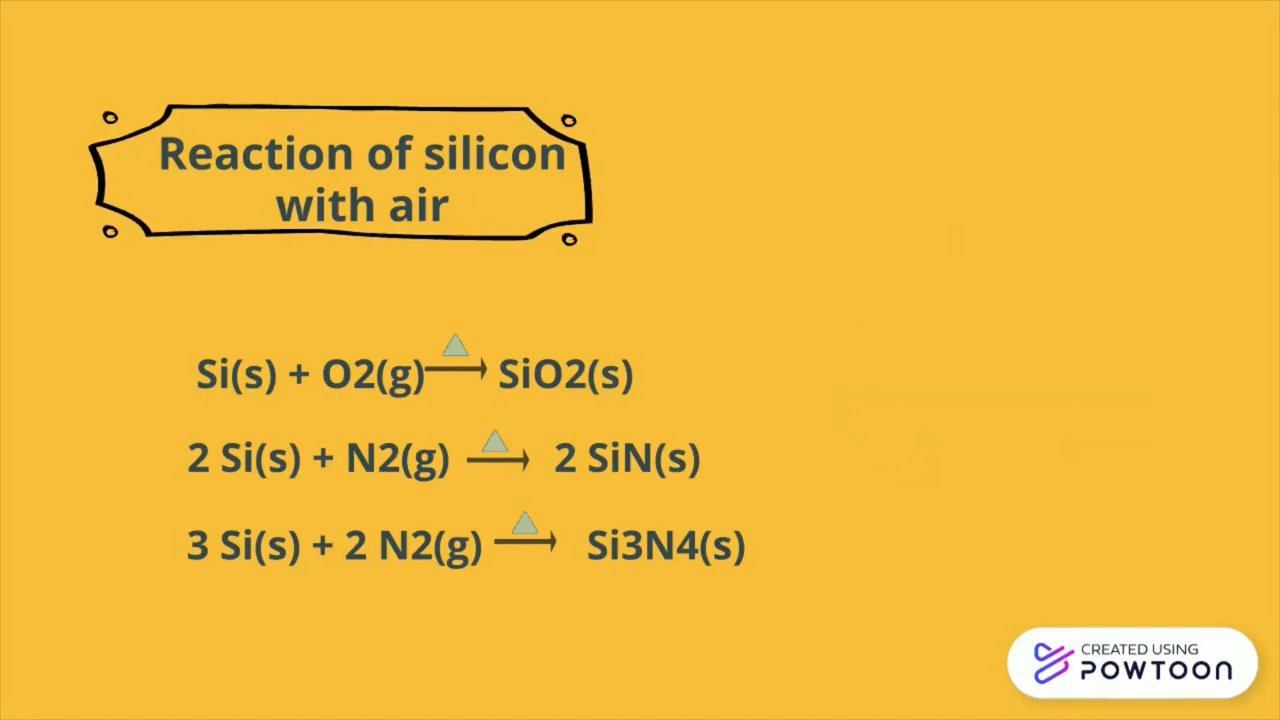 Reaction of silicon
with air
Si(s) + O2(g) → SiO2(s)
2 Si(s) + N2(g) → 2 SiN(s)
3 Si(s) + 2 N2(g) → Si3N4(s)
CREATED USING
POWTOON